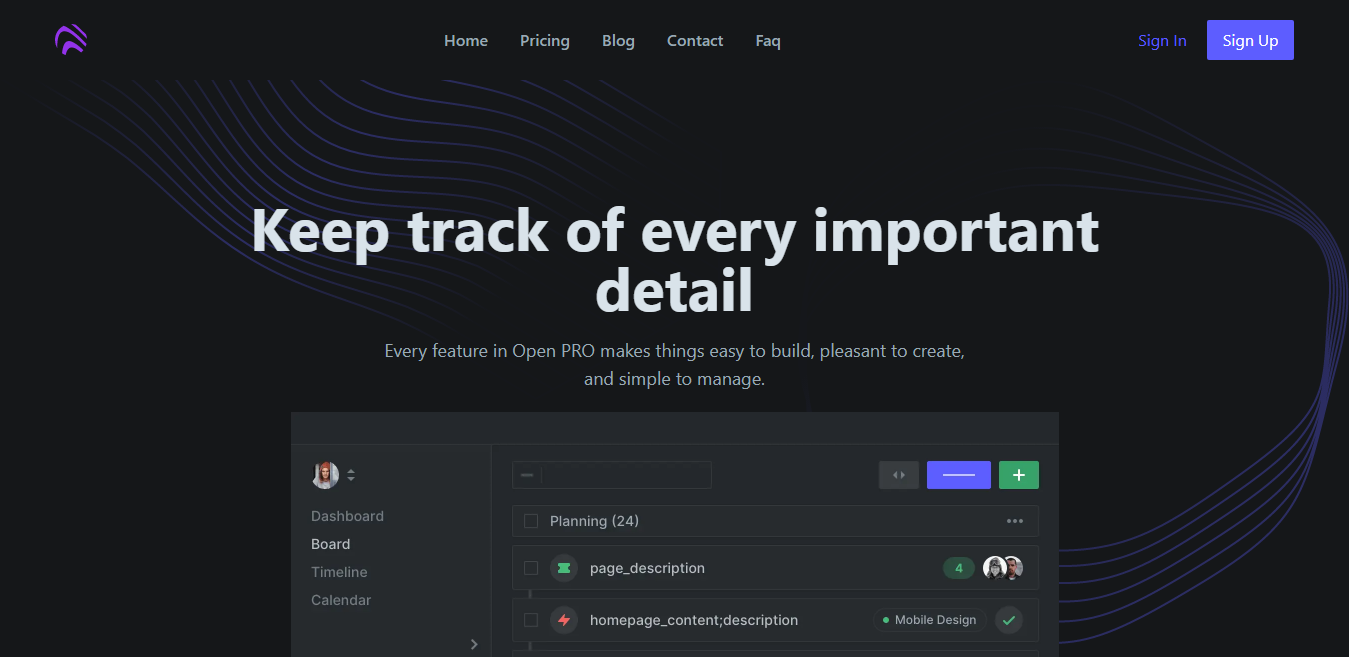 Home Pricing Blog Contact Faq Sign In Sign Up
Keep track of every important
detail
Every feature in Open PRO makes things easy to build, pleasant to create,
and simple to manage.
Dashboard
Board
Timeline
Calendar
Planning (24)
page_description 4
homepage_content;description Mobile Design